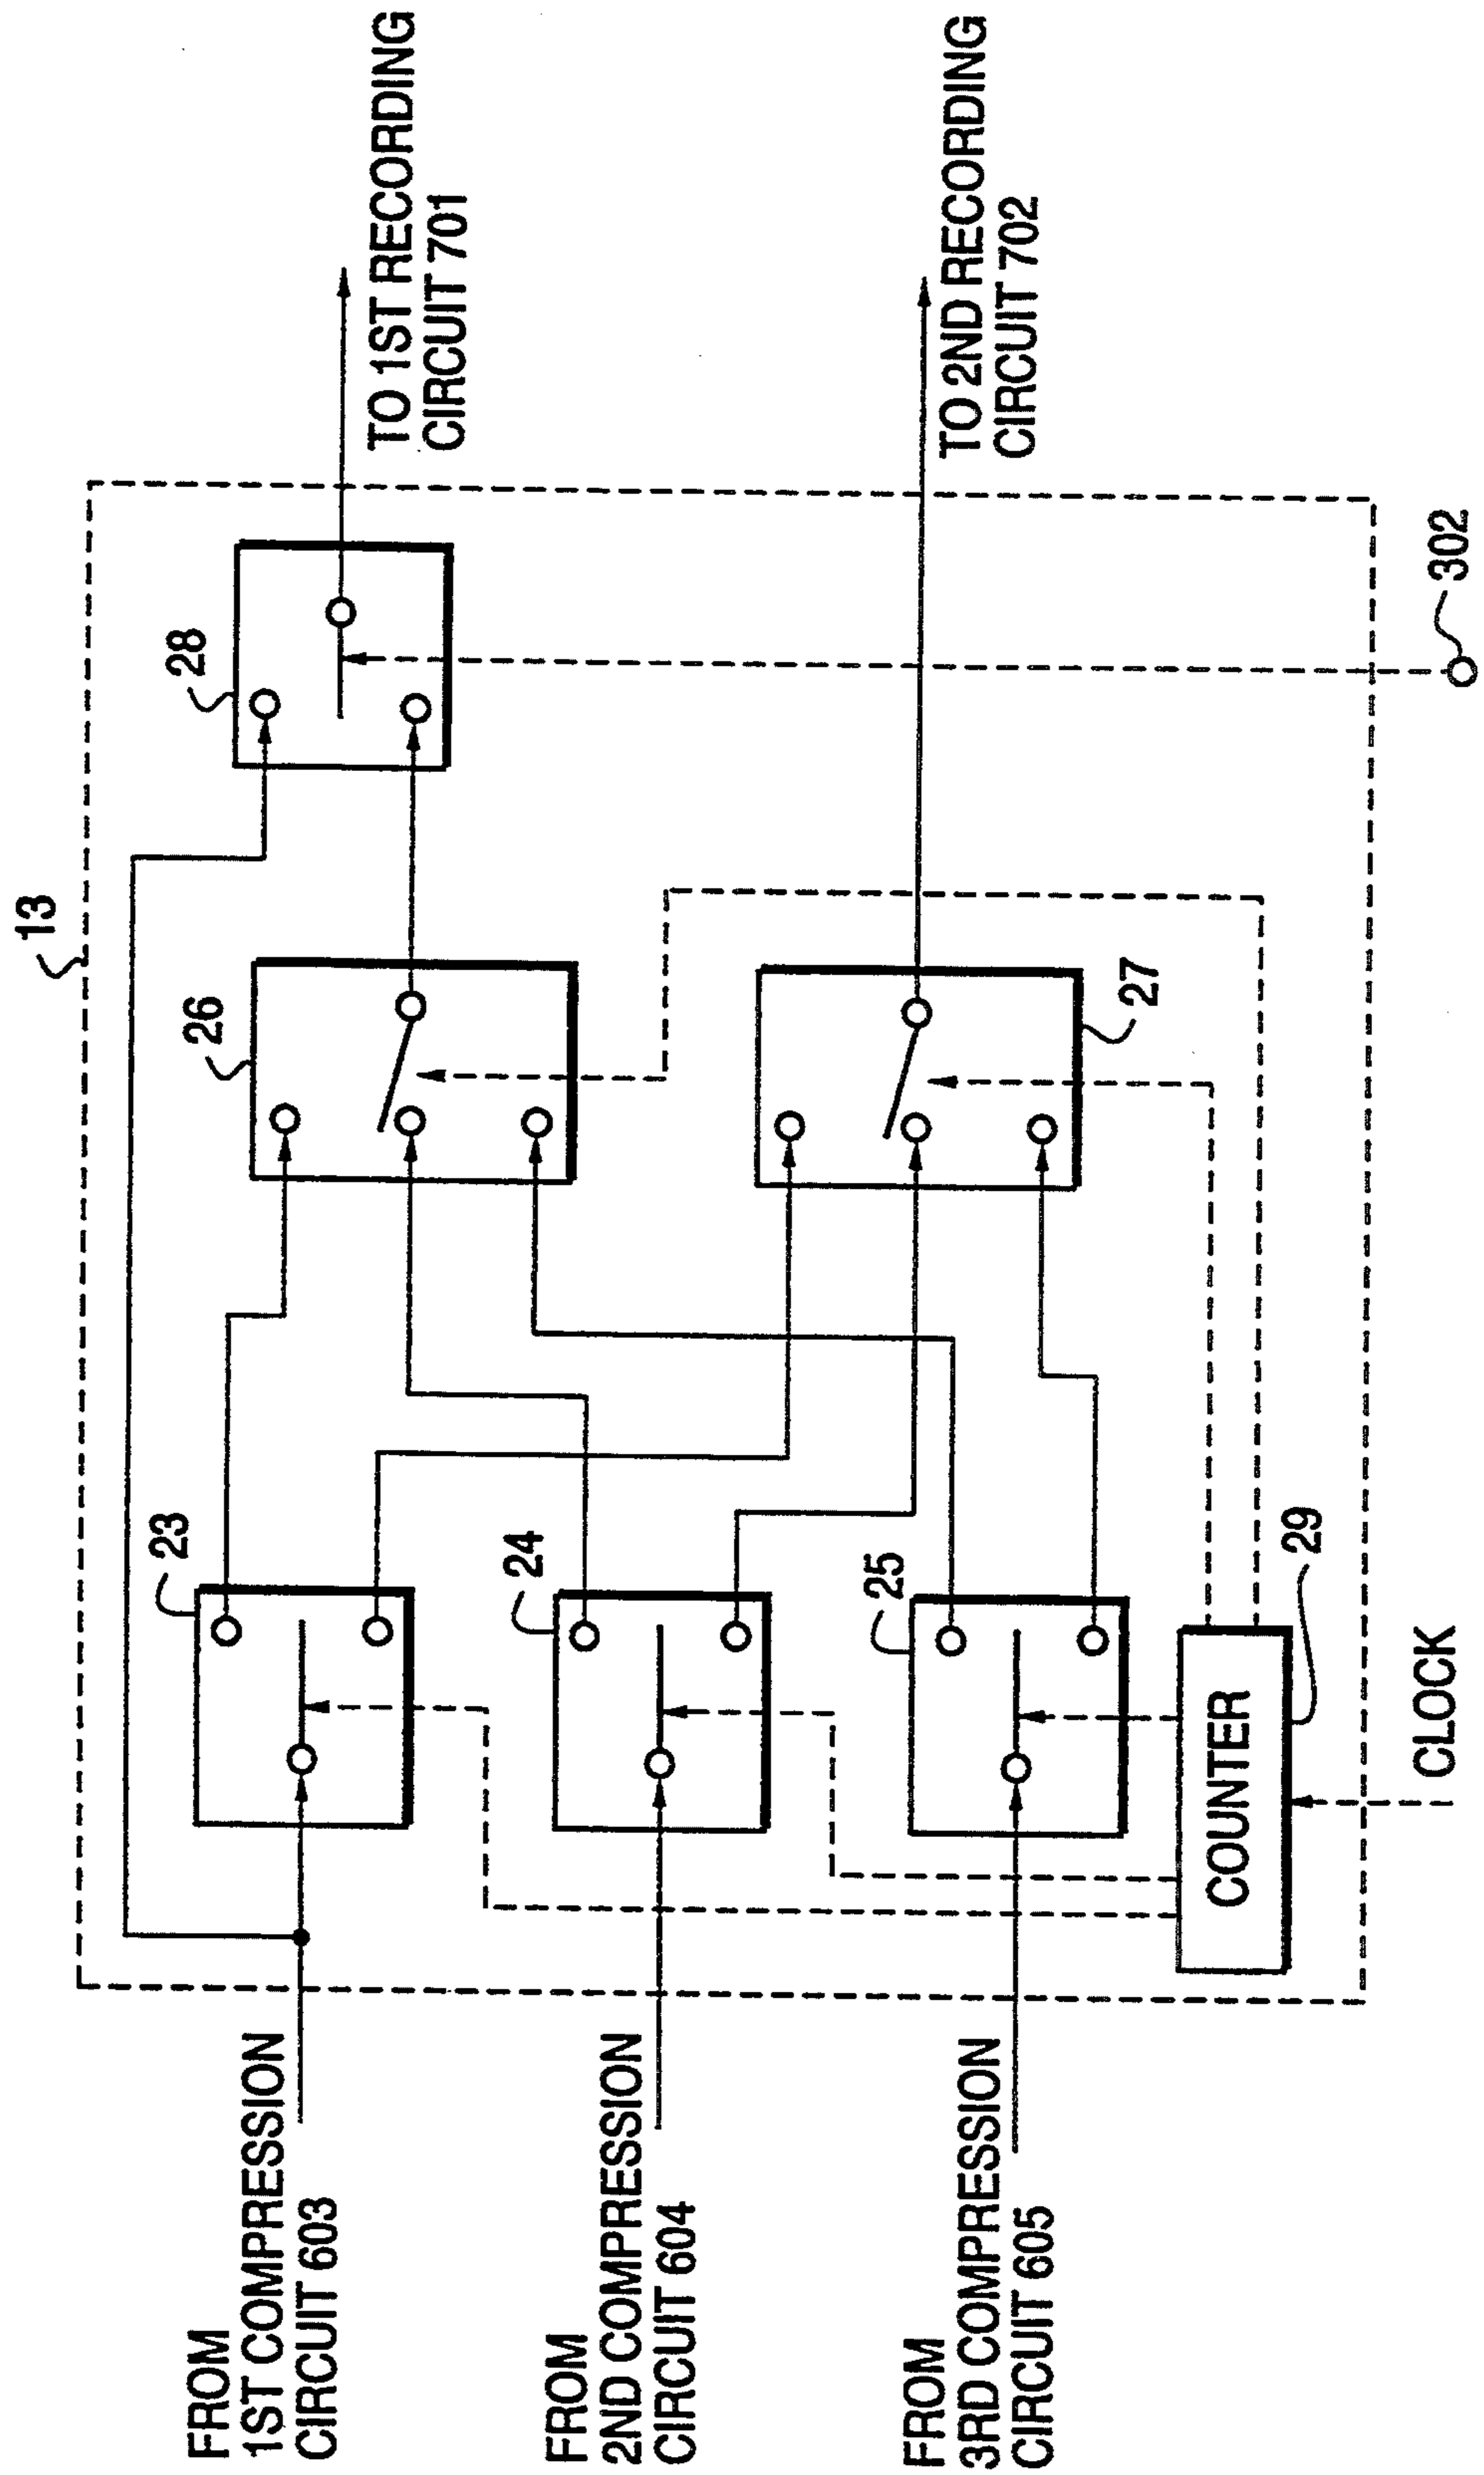 13
FROM
1ST COMPRESSION
CIRCUIT 603
FROM
2ND COMPRESSION
CIRCUIT 604
FROM
3RD COMPRESSION
CIRCUIT 605
23
24
25
26
27
28
COUNTER
29
CLOCK
302
TO 1ST RECORDING
CIRCUIT 701
TO 2ND RECORDING
CIRCUIT 702